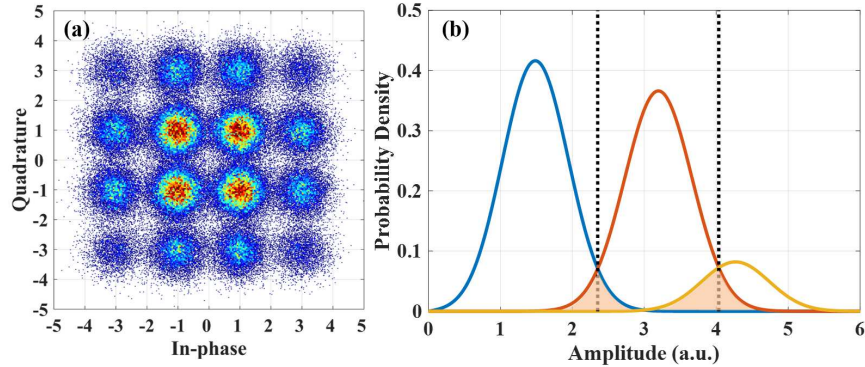 (a)
5
4
3
2
1
0
-1
-2
-3
-4
-5
-5 -4 -3 -2 -1 0 1 2 3 4 5
Quadrature
In-phase
(b)
0.5
0.4
0.3
0.2
0.1
0
0 1 2 3 4 5 6
Probability Density
Amplitude (a.u.)